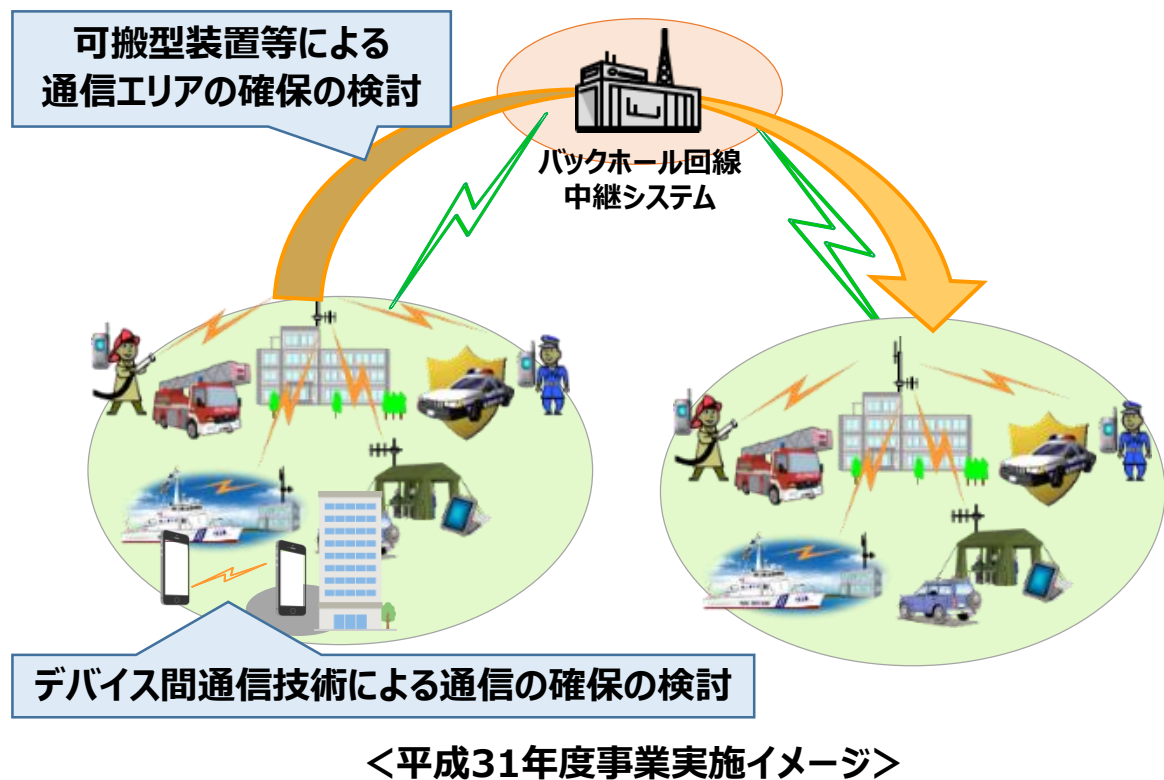 可搬型装置等による
通信エリアの確保の検討
バックホール回線
中継システム
デバイス間通信技術による通信の確保の検討
＜平成31年度事業実施イメージ＞